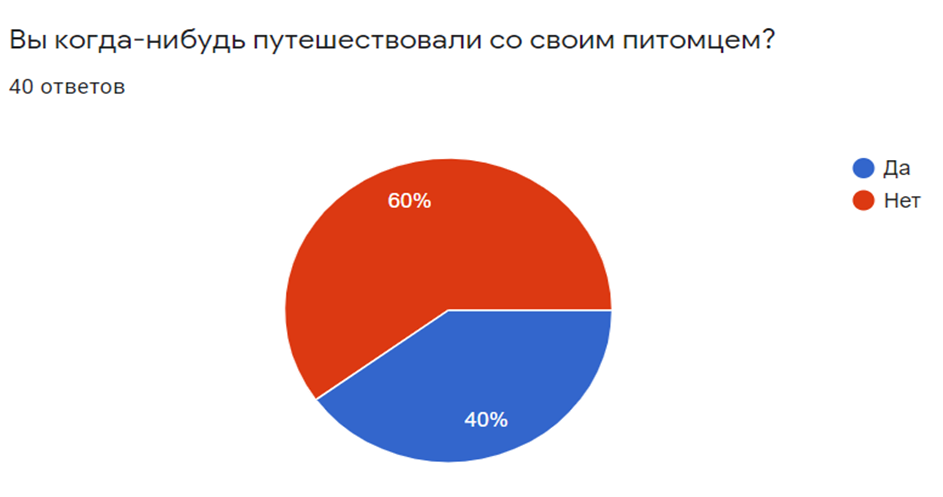 Вы когда-нибудь путешествовали со своим питомцем?
40 ответов
Да
Нет
60%
40%